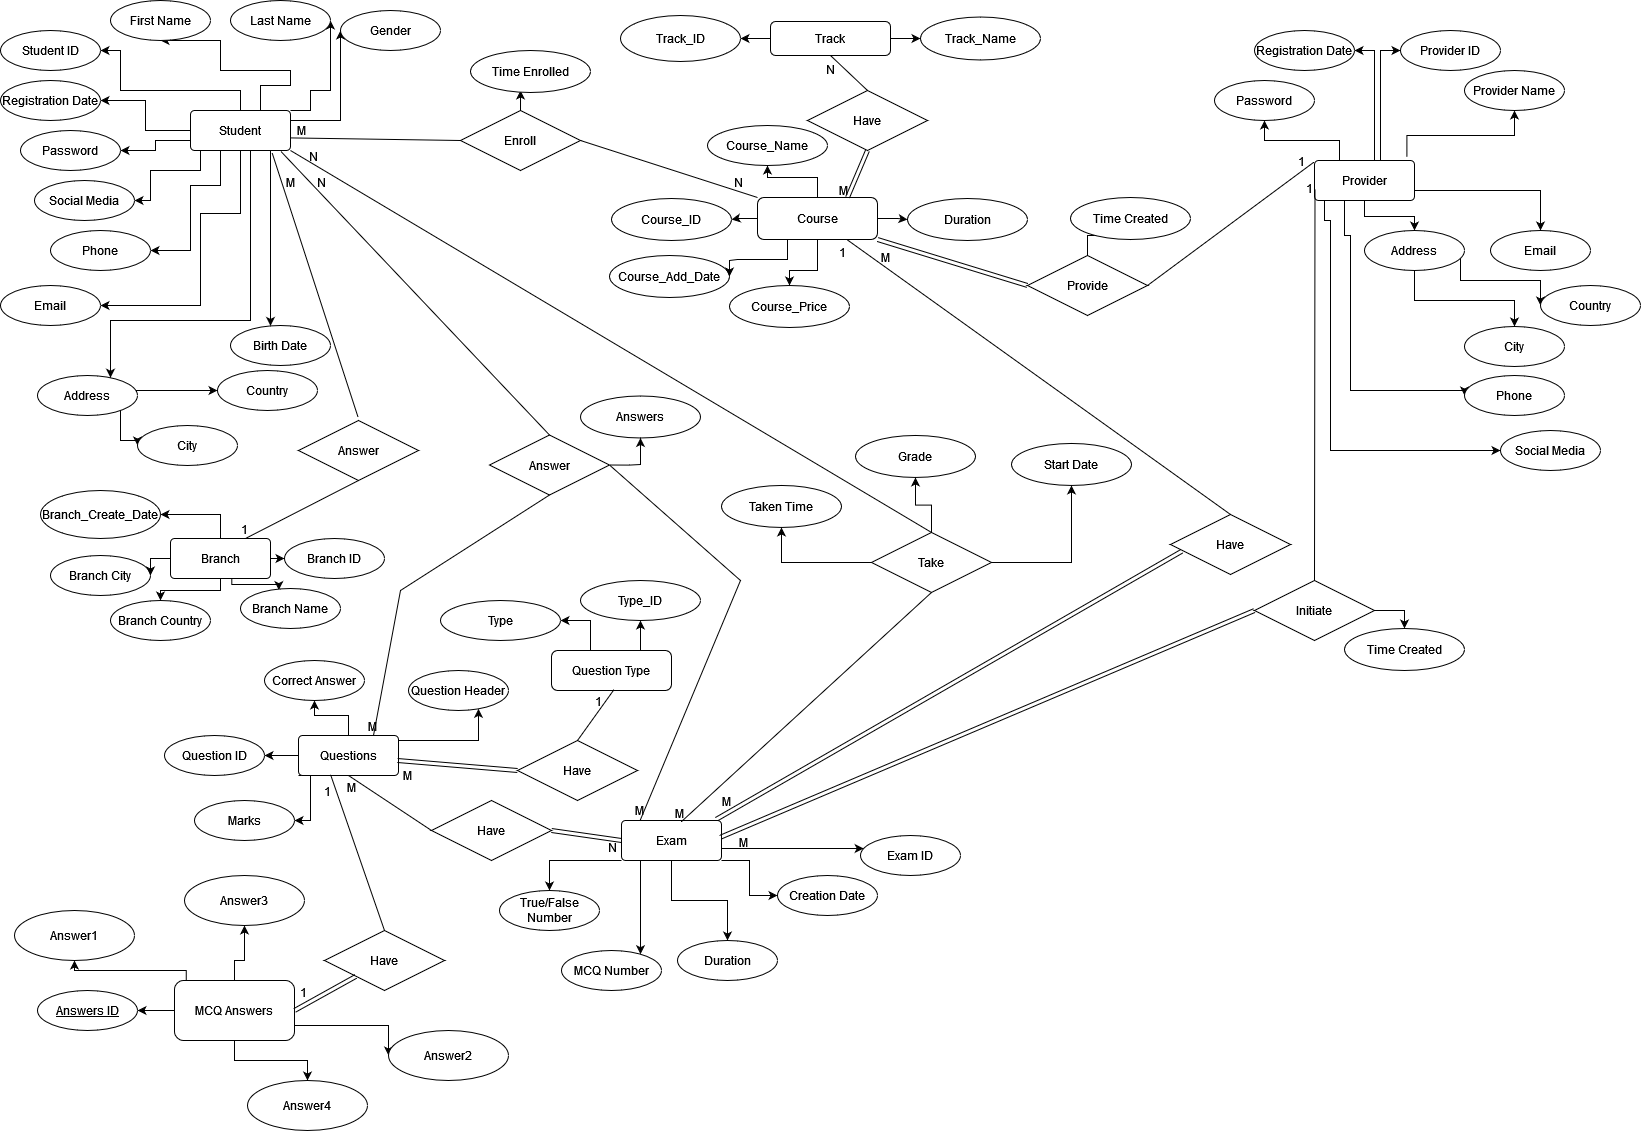 First Name
Last Name
Gender
Student ID
Registration Date
Student
Password
Social Media
Phone
Email
Birth Date
Address
Country
City
M
N
N
M
Time Enrolled
Enroll
N
Track_ID
Track
Track_Name
N
Have
M
Course_Name
Course_ID
Course
Duration
Course_Add_Date
Course_Price
1
M
Time Created
Provide
1
1
Registration Date
Provider ID
Password
Provider Name
Provider
Address
Email
Country
City
Phone
Social Media
Answer
Answer
Answers
Branch_Create_Date
1
Branch
Branch ID
Branch City
Branch Name
Branch Country
Grade
Start Date
Taken Time
Take
Have
Initiate
Time Created
Type
Type_ID
Question Type
1
Correct Answer
Question Header
M
Question ID
Questions
M
Have
Marks
1
M
Have
N
M
M
M
Exam
M
Exam ID
Creation Date
True/False
Number
MCQ Number
Duration
Have
1
Answer3
Answer1
Answers ID
MCQ Answers
Answer2
Answer4